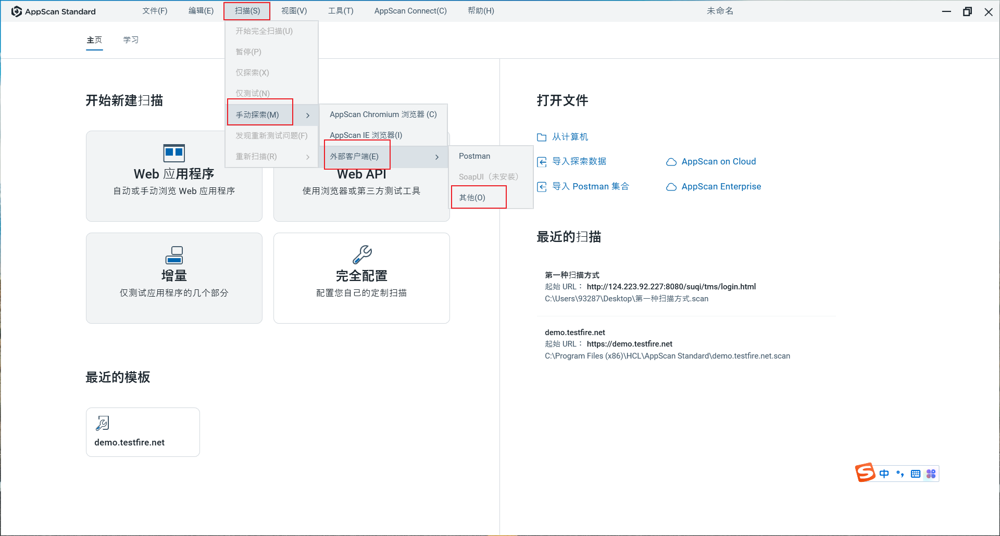 AppScan Standard
文件(F)
编辑(E)
扫描(S)
视图(V)
工具(T)
AppScan Connect(C)
帮助(H)
未命名
主页
学习
开始完全扫描(U)
暂停(P)
仅探索(X)
仅测试(N)
手动探索(M)
发现重新测试问题(F)
重新扫描(R)
AppScan Chromium 浏览器 (C)
AppScan IE 浏览器(I)
外部客户端(E)
Postman
SoapUI（未安装）
其他(O)
开始新建扫描
Web 应用程序
自动或手动浏览 Web 应用程序
Web API
使用浏览器或第三方测试工具
增量
仅测试应用程序的几个部分
完全配置
配置您自己的定制扫描
最近的模板
demo.testfire.net
打开文件
从计算机
导入探索数据
AppScan on Cloud
导入 Postman 集合
AppScan Enterprise
最近的扫描
第一种扫描方式
起始 URL： http://124.223.92.227:8080/suqi/tms/login.html
C:\Users\93287\Desktop\第一种扫描方式.scan
demo.testfire.net
起始 URL： https://demo.testfire.net
C:\Program Files (x86)\HCL\AppScan Standard\demo.testfire.net.scan
中